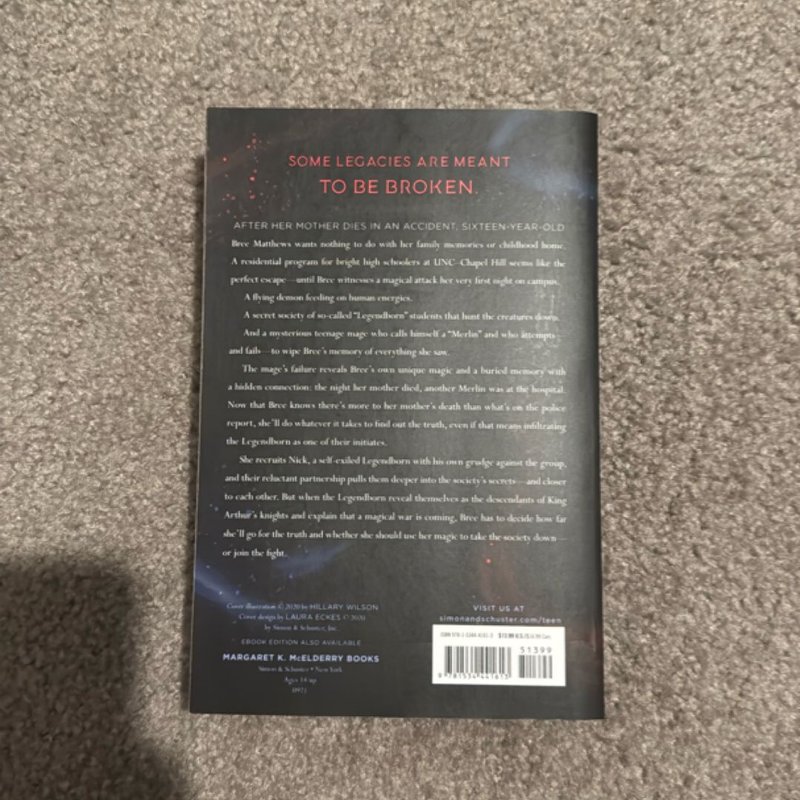 SOME LEGACIES ARE MEANT
TO BE BROKEN.
AFTER HER MOTHER DIES IN AN ACCIDENT, SIXTEEN-YEAR-OLD
Bree Matthews wants nothing to do with her family memories or childhood home.
A residential program for bright high schoolers at UNC–Chapel Hill seems like the
perfect escape—until Bree witnesses a magical attack her very first night on campus.
A flying demon feeding on human energies.
A secret society of so-called “Legendborn” students that hunt the creatures down.
And a mysterious teenage mage who calls himself a “Merlin” and who attempts—
and fails—to wipe Bree’s memory of everything she saw.
The mage’s failure reveals Bree’s own unique magic and a buried memory with
a hidden connection: the night her mother died, another Merlin was at the hospital.
Now that Bree knows there’s more to her mother’s death than what’s on the police
report, she’ll do whatever it takes to find out the truth, even if that means infiltrating
the Legendborn as one of their initiates.
She recruits Nick, a self-exiled Legendborn with his own grudge against the group,
and their reluctant partnership pulls them deeper into the society’s secrets—and closer
to each other. But when the Legendborn reveal themselves as the descendants of King
Arthur’s knights and explain that a magical war is coming, Bree has to decide how far
she’ll go for the truth and whether she should use her magic to take the society down—
or join the fight.
Cover illustration © 2020 by HILLARY WILSON
Cover design by LAURA ECKES © 2020
by Simon & Schuster, Inc.
EBOOK EDITION ALSO AVAILABLE
MARGARET K. McELDERRY BOOKS
Simon & Schuster • New York
Ages 14 up
VISIT US AT
simonandschuster.com/teen
ISBN 978-1-5344-4161-3 $13.99 U.S./
51399
9 781534 441613